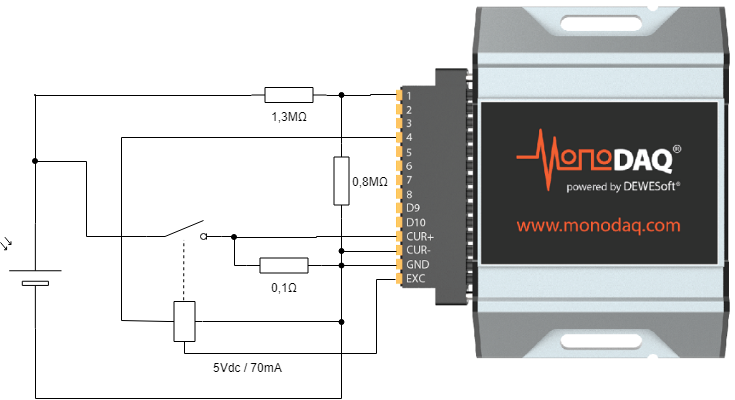 1,3MΩ
0,8MΩ
0,1Ω
5Vdc / 70mA
1
2
3
4
5
6
7
8
D9
D10
CUR+
CUR-
GND
EXC
MonoDAQ®
powered by DEWESoft®
www.monodaq.com